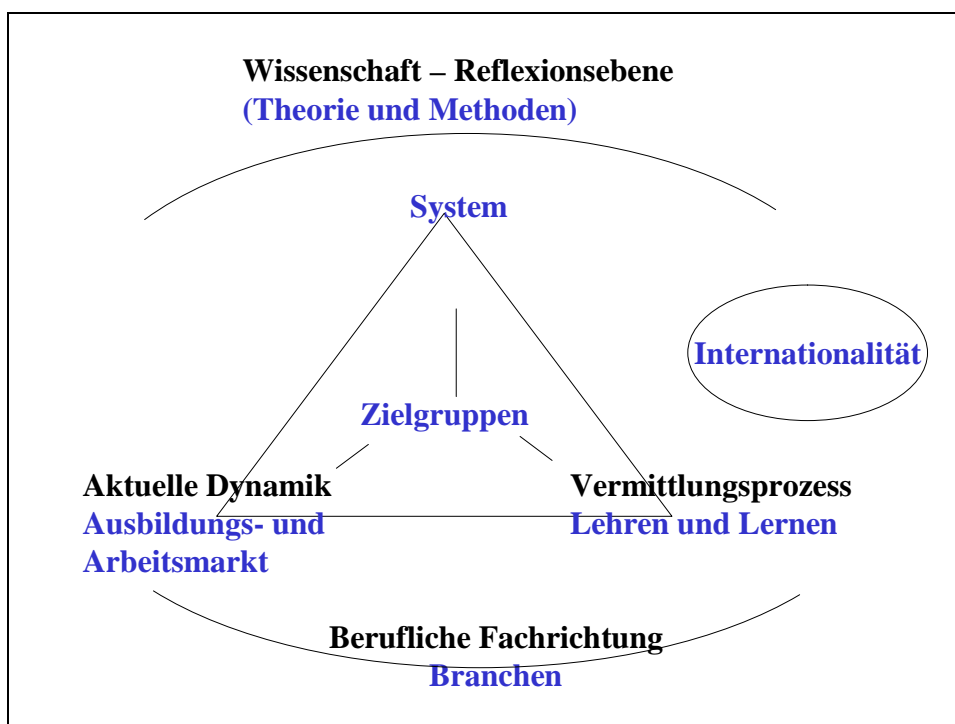 Wissenschaft – Reflexionsebene
(Theorie und Methoden)
System
Internationalität
Zielgruppen
Aktuelle Dynamik
Ausbildungs- und
Arbeitsmarkt
Vermittlungsprozess
Lehren und Lernen
Berufliche Fachrichtung
Branchen